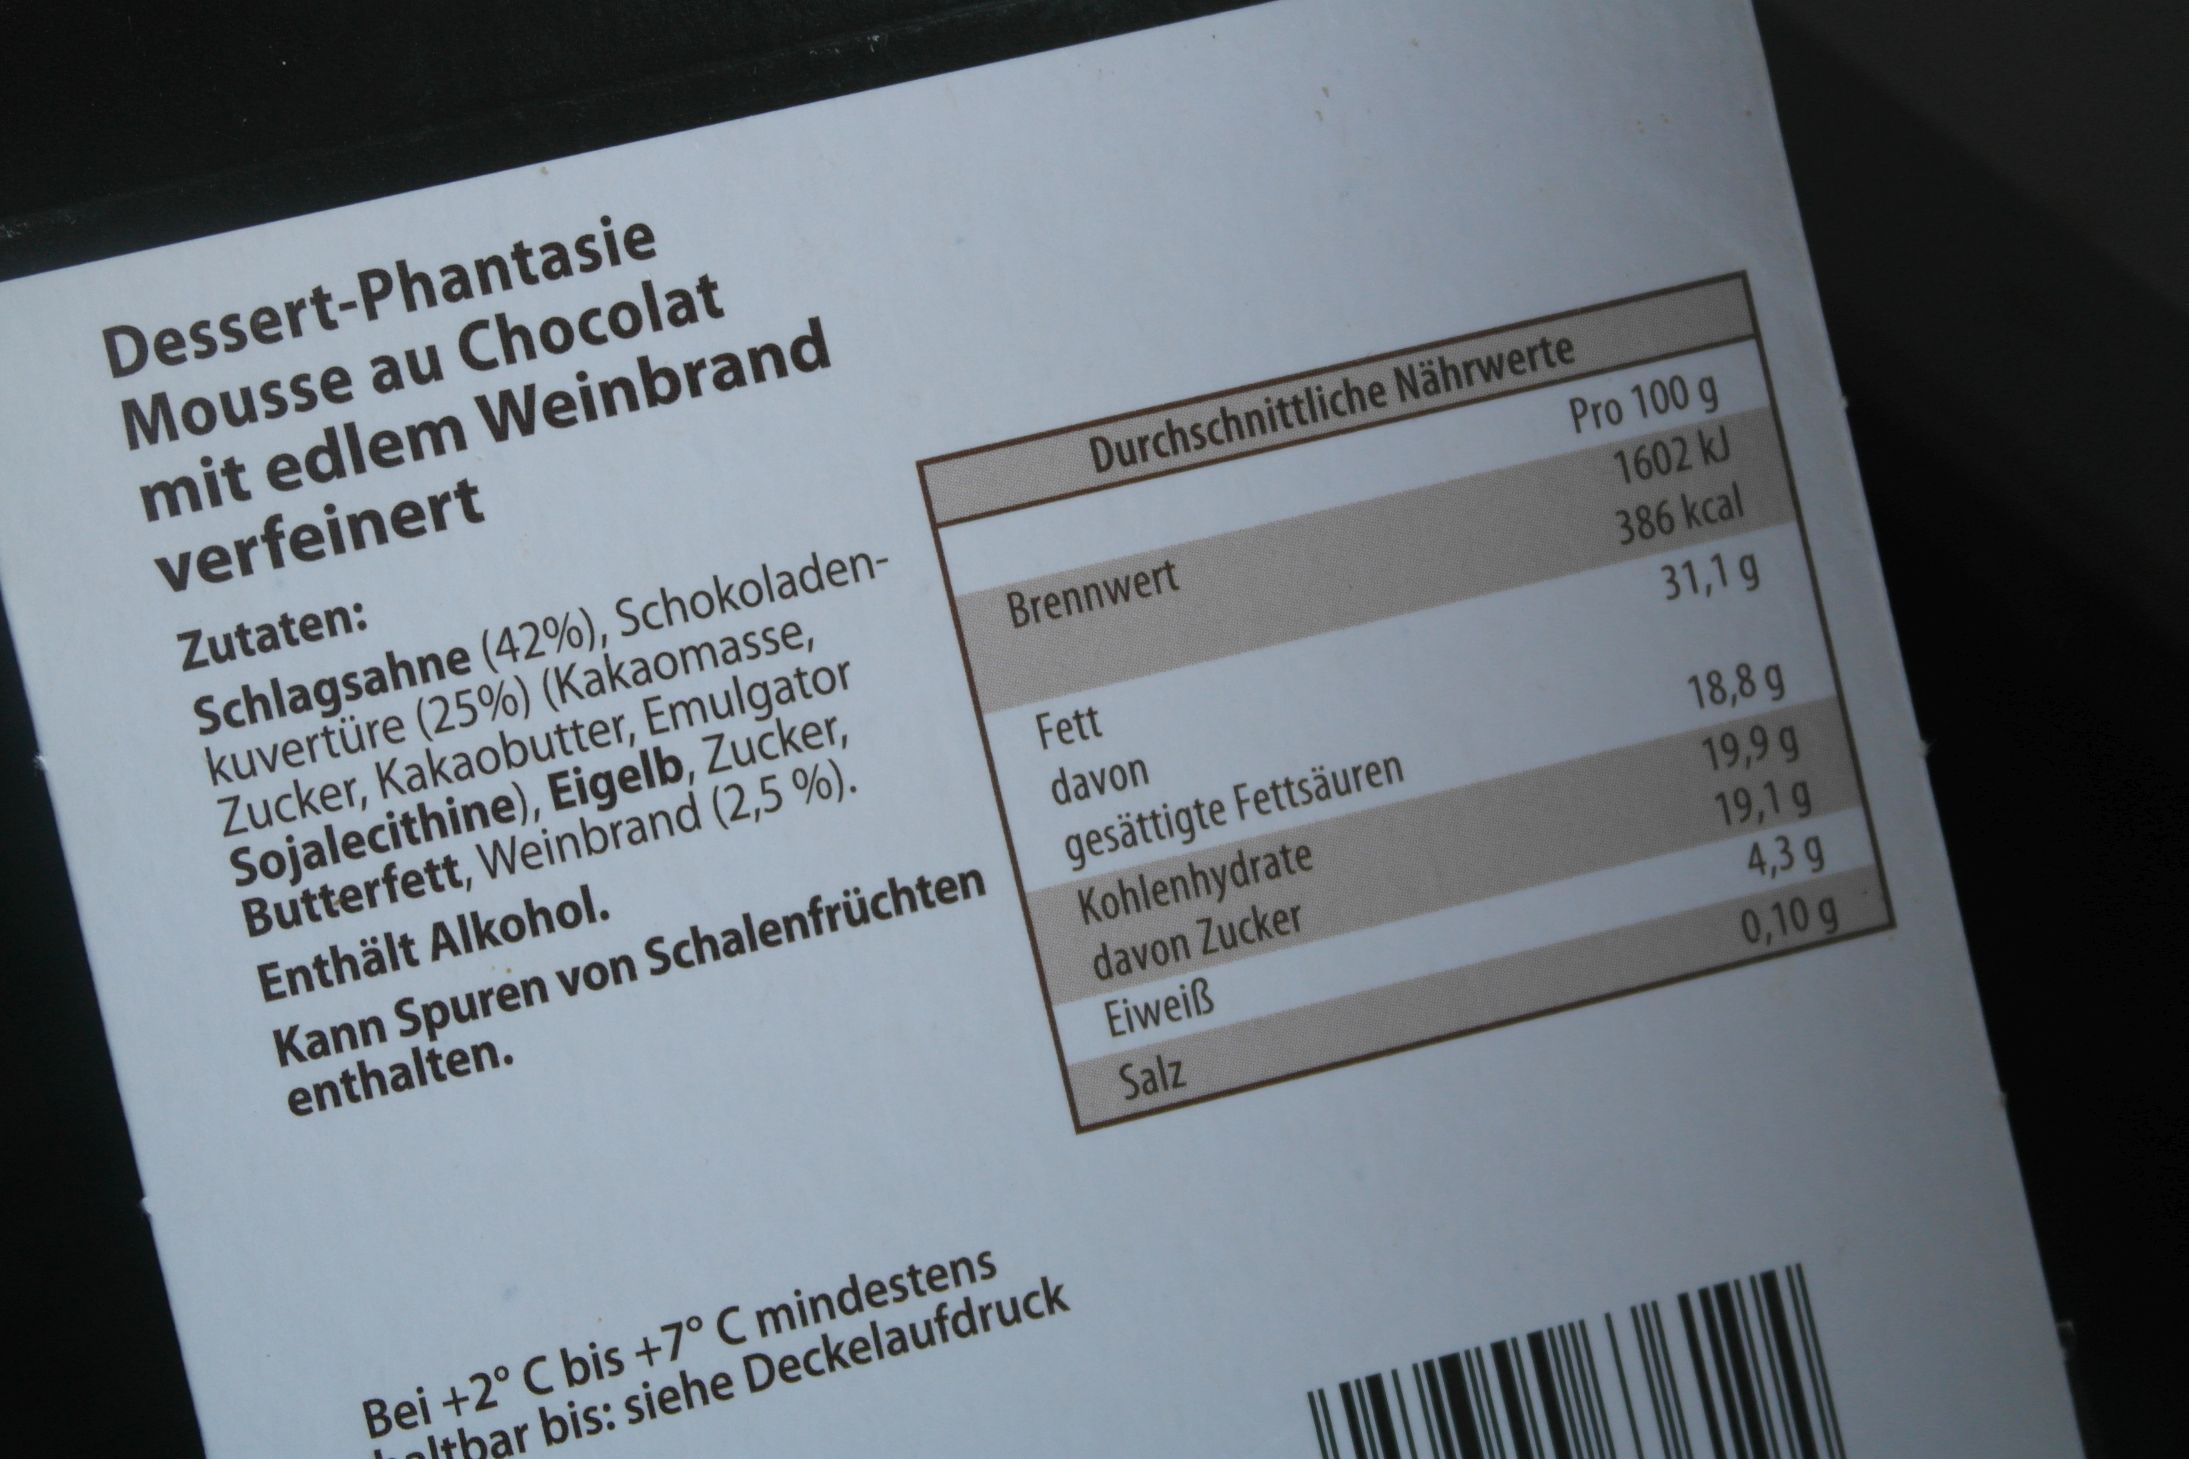 Dessert-Phantasie
Mousse au Chocolat
mit edlem Weinbrand
verfeinert
Zutaten:
Schlagsahne (42%), Schokoladen-
kuvertüre (25%) (Kakaomasse,
Zucker, Kakaobutter, Emulgator
Sojalecithine), Eigelb, Zucker,
Butterfett, Weinbrand (2,5 %).
Enthält Alkohol.
Kann Spuren von Schalenfrüchten
enthalten.
Bei +2° C bis +7° C mindestens
haltbar bis: siehe Deckelaufdruck
Durchschnittliche Nährwerte
Pro 100 g
Brennwert 1602 kJ
386 kcal
Fett 31,1 g
davon
gesättigte Fettsäuren 18,8 g
Kohlenhydrate 19,9 g
davon Zucker 19,1 g
Eiweiß 4,3 g
Salz 0,10 g